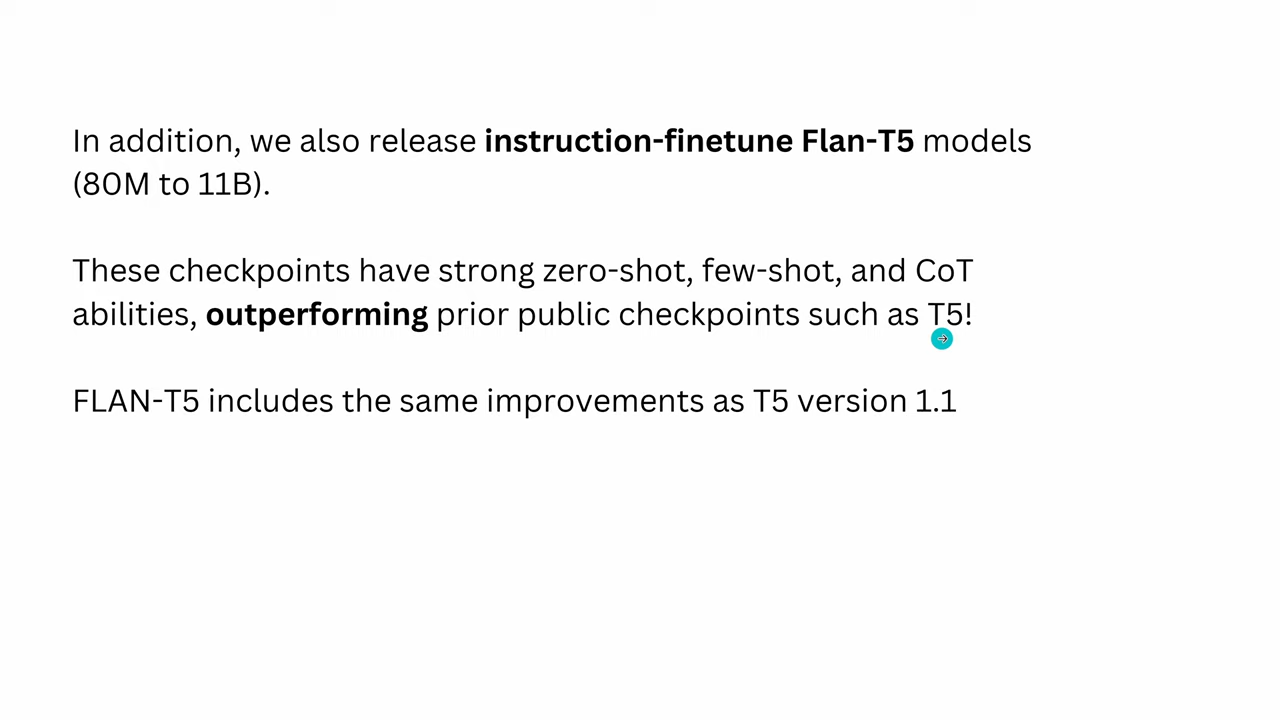 In addition, we also release instruction-finetune Flan-T5 models
(80M to 11B).
These checkpoints have strong zero-shot, few-shot, and CoT
abilities, outperforming prior public checkpoints such as T5!
FLAN-T5 includes the same improvements as T5 version 1.1